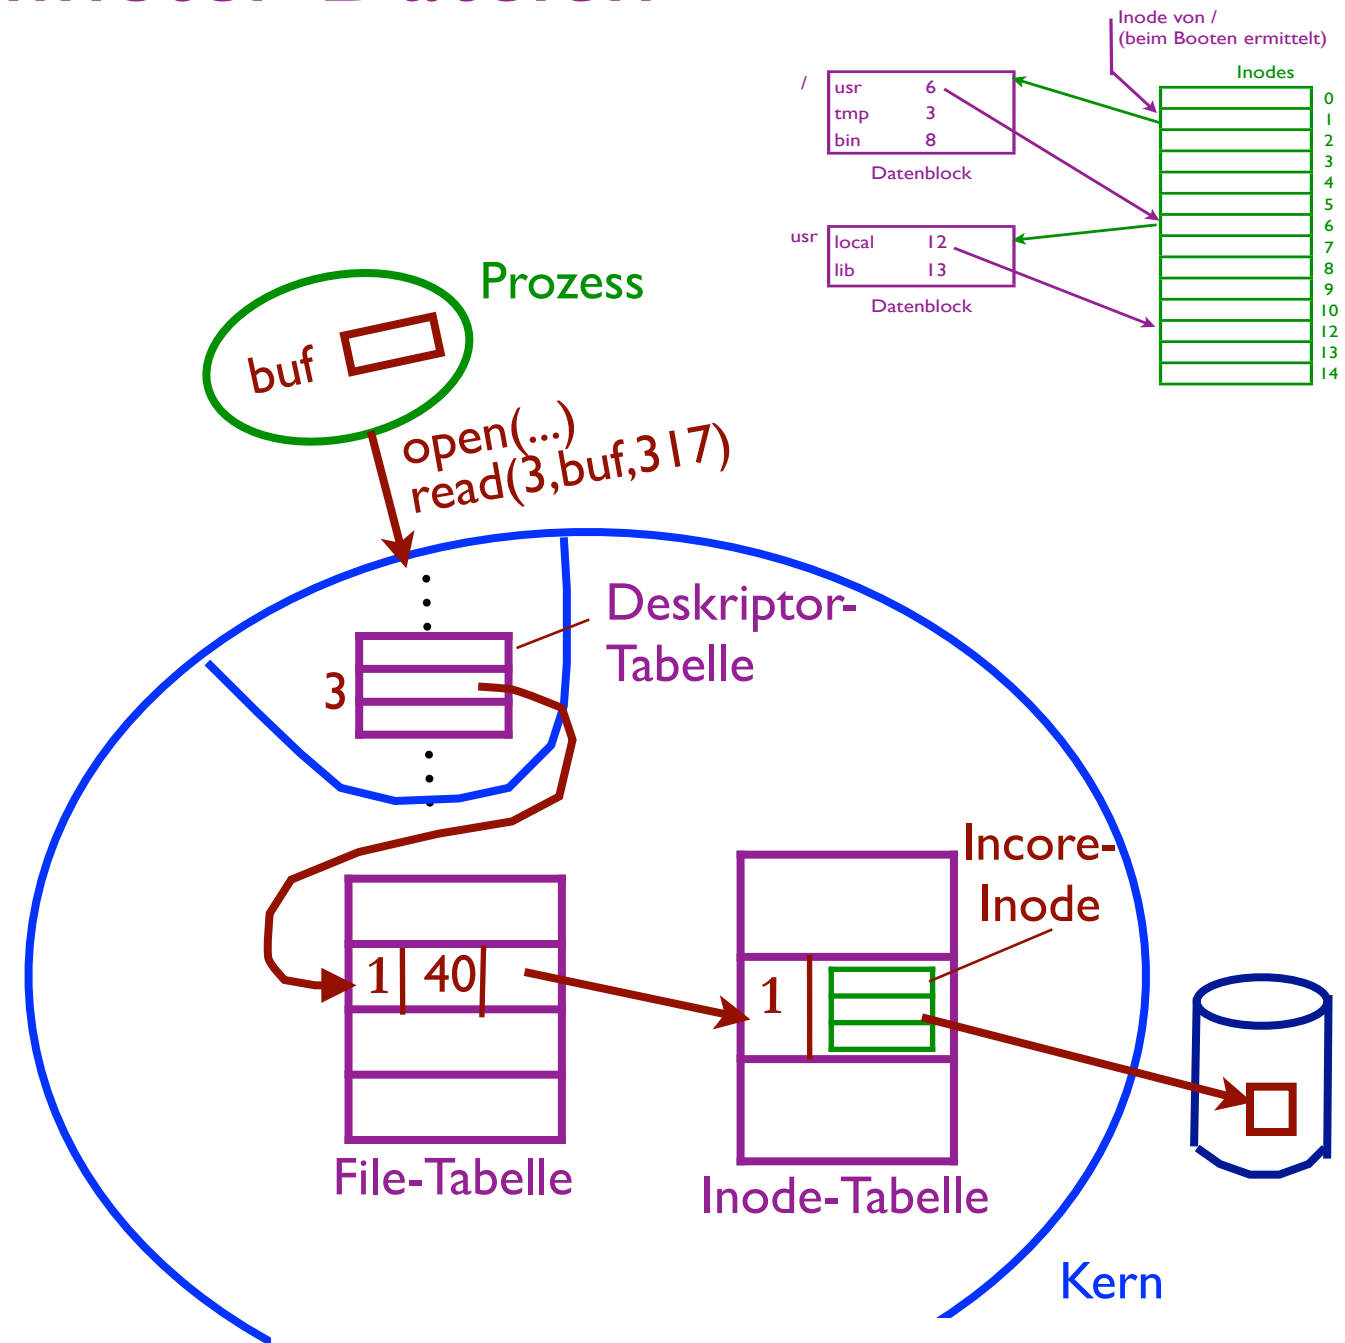 Dateien
Inode von /
(beim Booten ermittelt)
Inodes
/
usr 6
tmp 3
bin 8
Datenblock
usr
local 12
lib 13
Datenblock
0
1
2
3
4
5
6
7
8
9
10
12
13
14
Prozess
buf
open(...)
read(3,buf,317)
Deskriptor-
Tabelle
3
Incore-
Inode
1 40
1
File-Tabelle
Inode-Tabelle
Kern